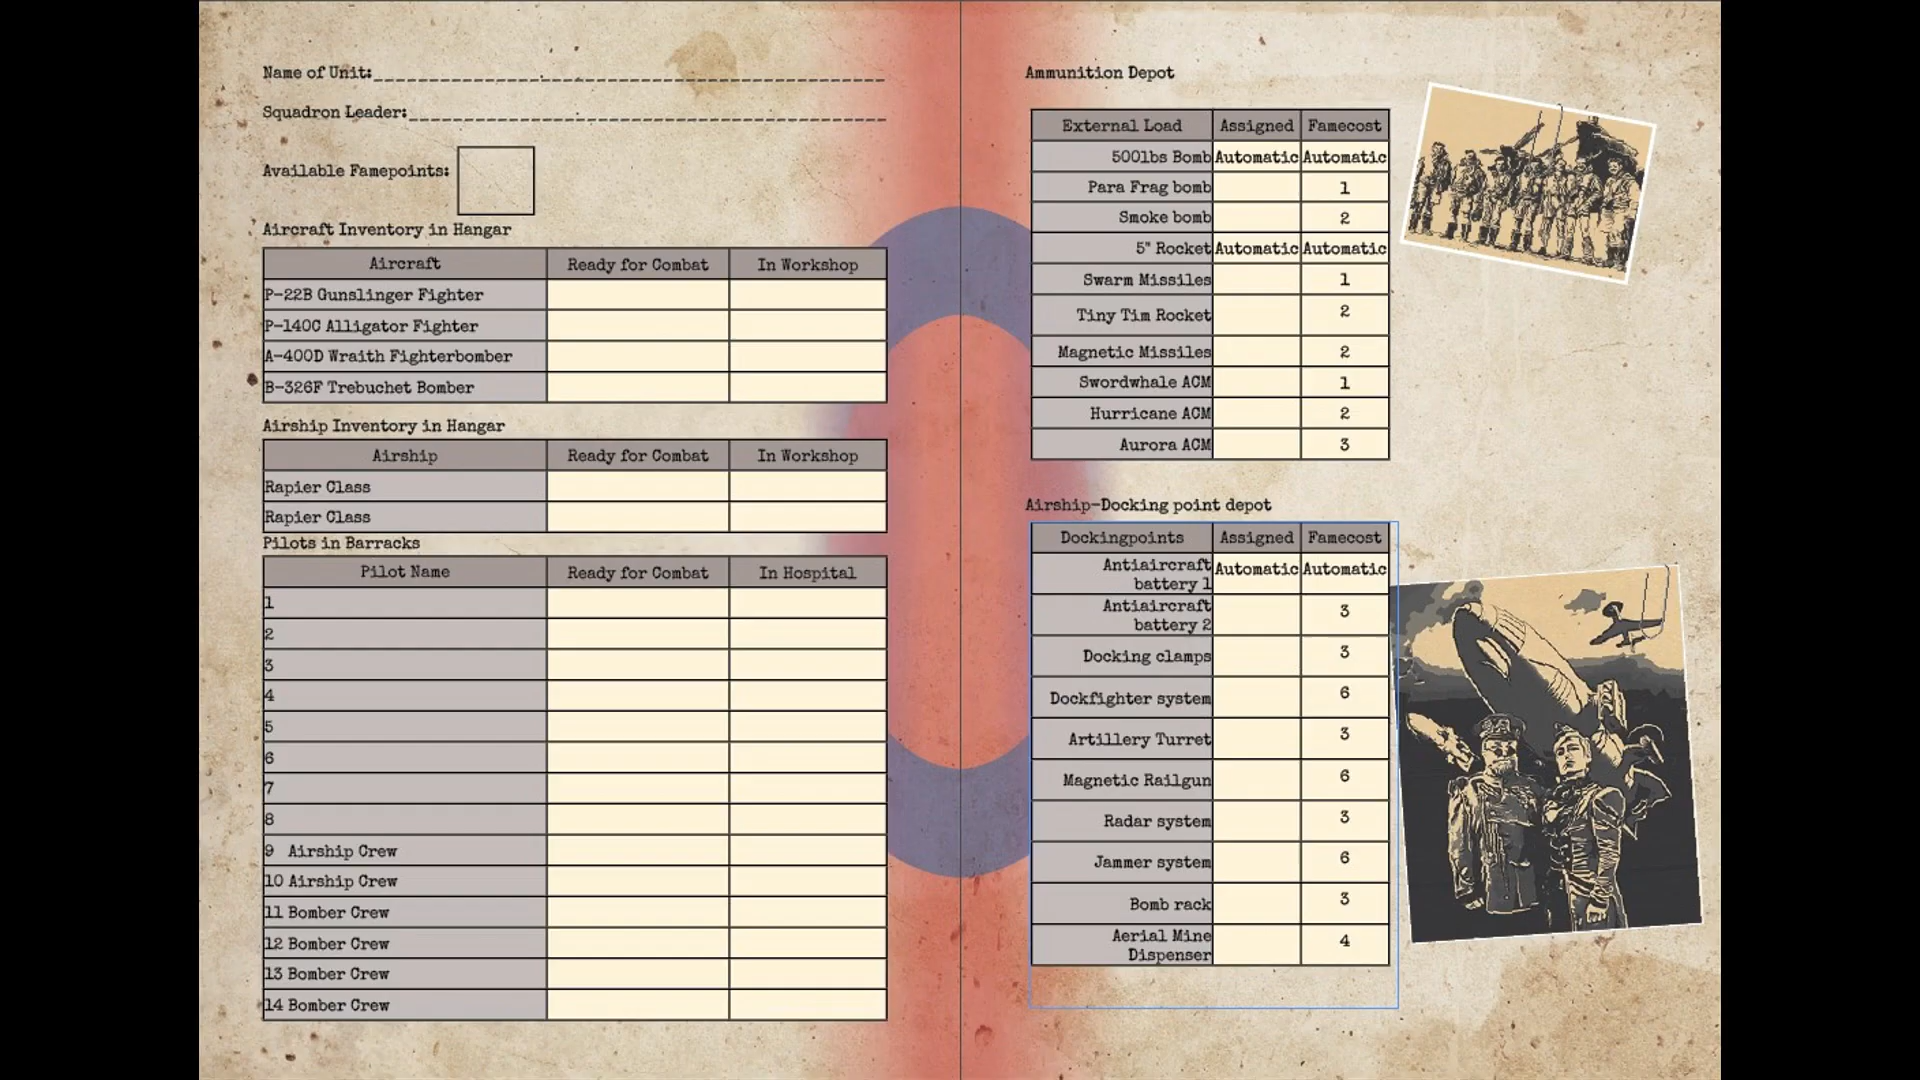 Name of Unit:
Squadron Leader:
Available Famepoints:
Aircraft Inventory in Hangar
Aircraft Ready for Combat In Workshop
P-22B Gunslinger Fighter
P-140C Alligator Fighter
A-400D Wraith Fighterbomber
B-326F Trebuchet Bomber
Airship Inventory in Hangar
Airship Ready for Combat In Workshop
Rapier Class
Rapier Class
Pilots in Barracks
Pilot Name Ready for Combat In Hospital
1
2
3
4
5
6
7
8
9 Airship Crew
10 Airship Crew
11 Bomber Crew
12 Bomber Crew
13 Bomber Crew
14 Bomber Crew
Ammunition Depot
External Load Assigned Famecost
500lbs Bomb Automatic Automatic
Para Frag bomb 1
Smoke bomb 2
5" Rocket Automatic Automatic
Swarm Missiles 1
Tiny Tim Rocket 2
Magnetic Missiles 2
Swordwhale ACM 1
Hurricane ACM 2
Aurora ACM 3
Airship-Docking point depot
Dockingpoints Assigned Famecost
Antiaircraft
battery 1 Automatic Automatic
Antiaircraft
battery 2 3
Docking clamps 3
Dockfighter system 6
Artillery Turret 3
Magnetic Railgun 6
Radar system 3
Jammer system 6
Bomb rack 3
Aerial Mine
Dispenser 4